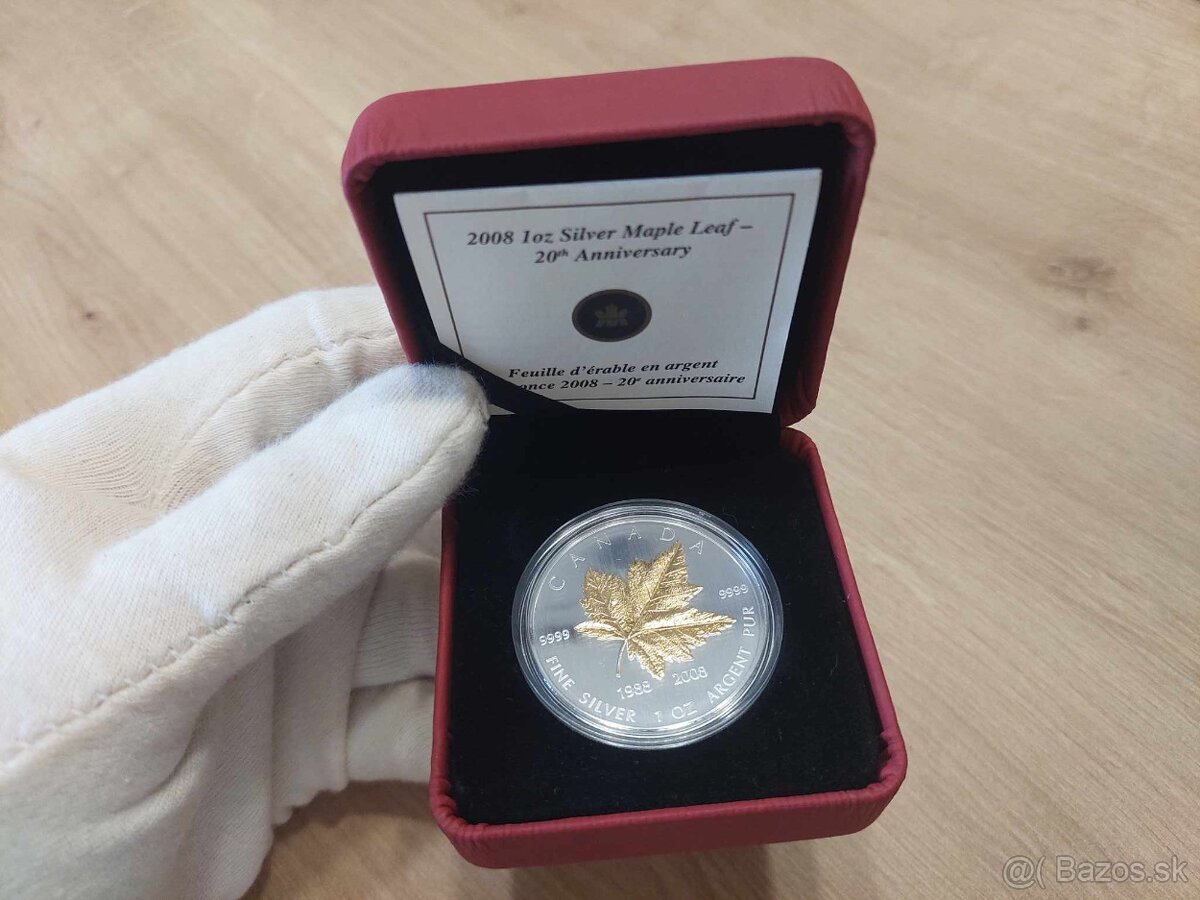 2008 1oz Silver Maple Leaf –
20th Anniversary
Feuille d'érable en argent
once 2008 – 20e anniversaire
CANADA
9999
9999
1988 2008
FINE SILVER 1 OZ ARGENT PUR
@( Bazos.sk